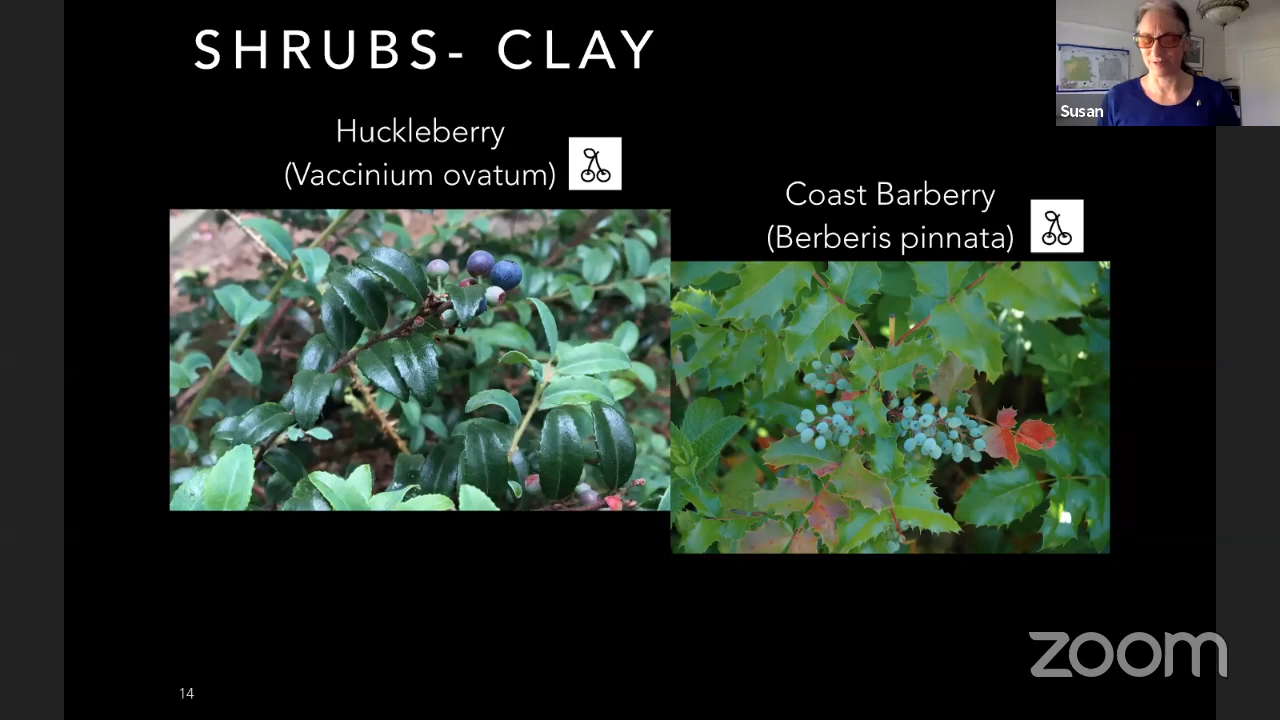 SHRUBS- CLAY
Susan
Huckleberry
(Vaccinium ovatum)
Coast Barberry
(Berberis pinnata)
zoom
14